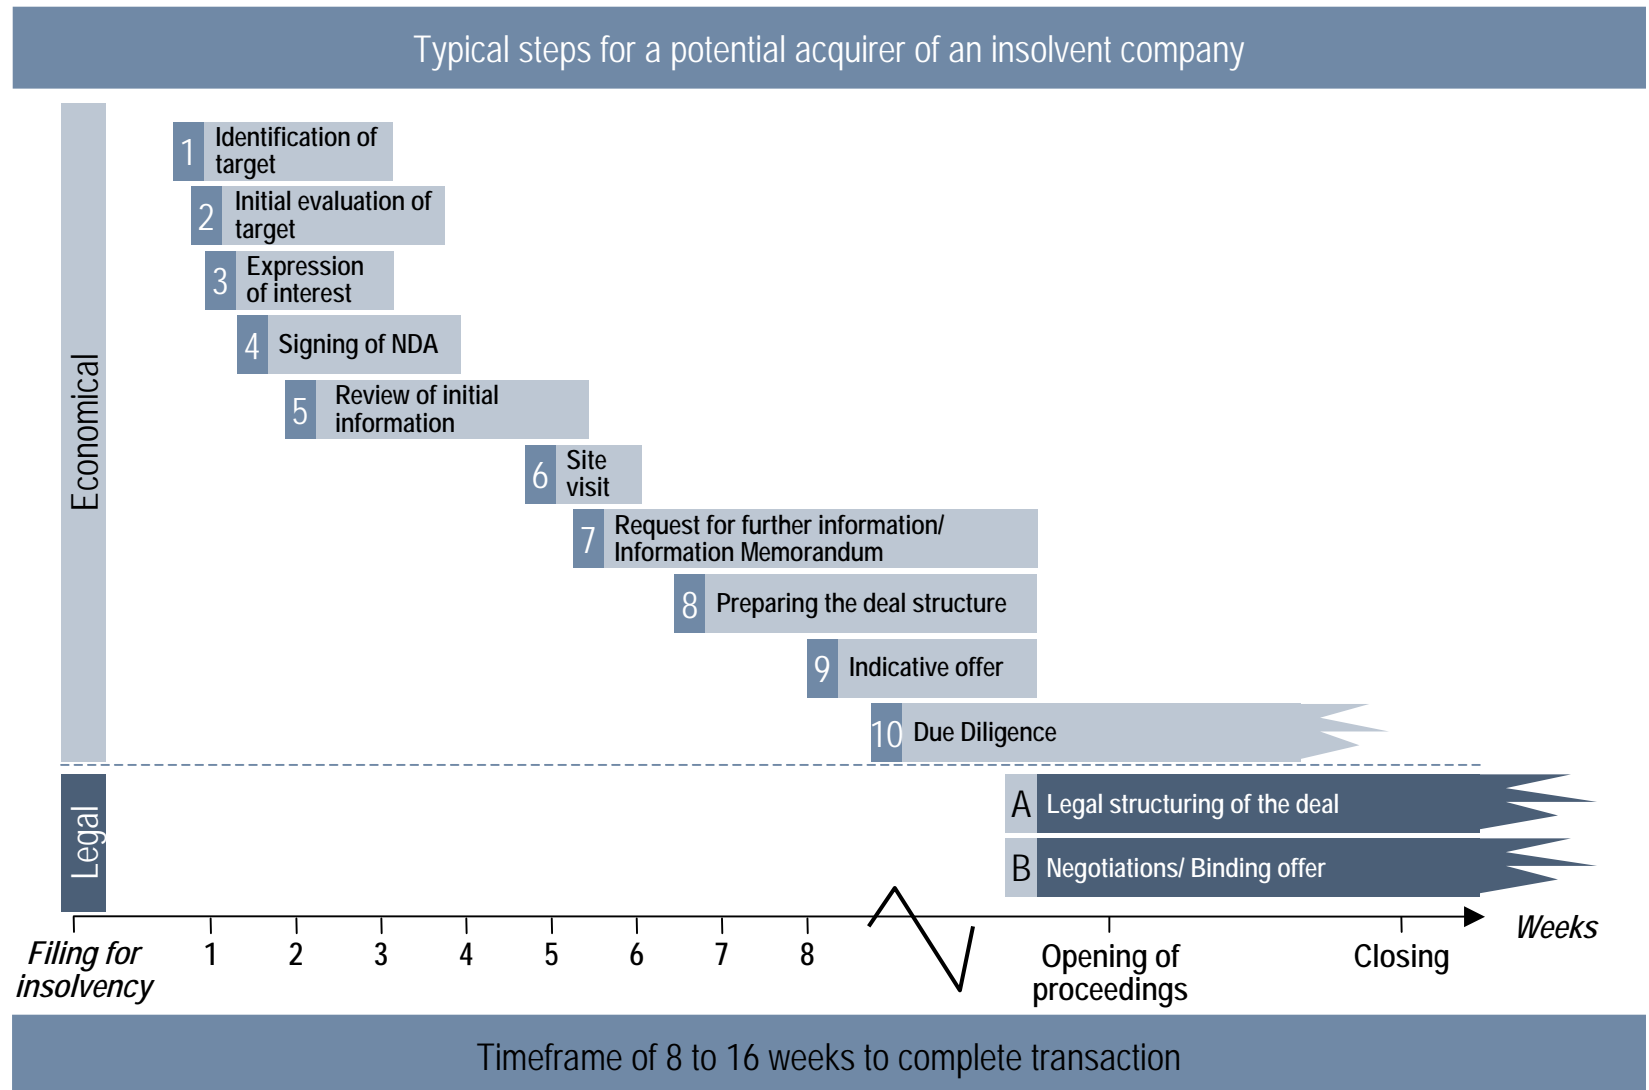 Typical steps for a potential acquirer of an insolvent company
Economical
1
Identification of
target
2
Initial evaluation of
target
3
Expression
of interest
4
Signing of NDA
5
Review of initial
information
6
Site
visit
7
Request for further information/
Information Memorandum
8
Preparing the deal structure
9
Indicative offer
10
Due Diligence
Legal
A
Legal structuring of the deal
B
Negotiations/ Binding offer
Filing for
insolvency
1 2 3 4 5 6 7 8
Opening of
proceedings
Closing
Weeks
Timeframe of 8 to 16 weeks to complete transaction